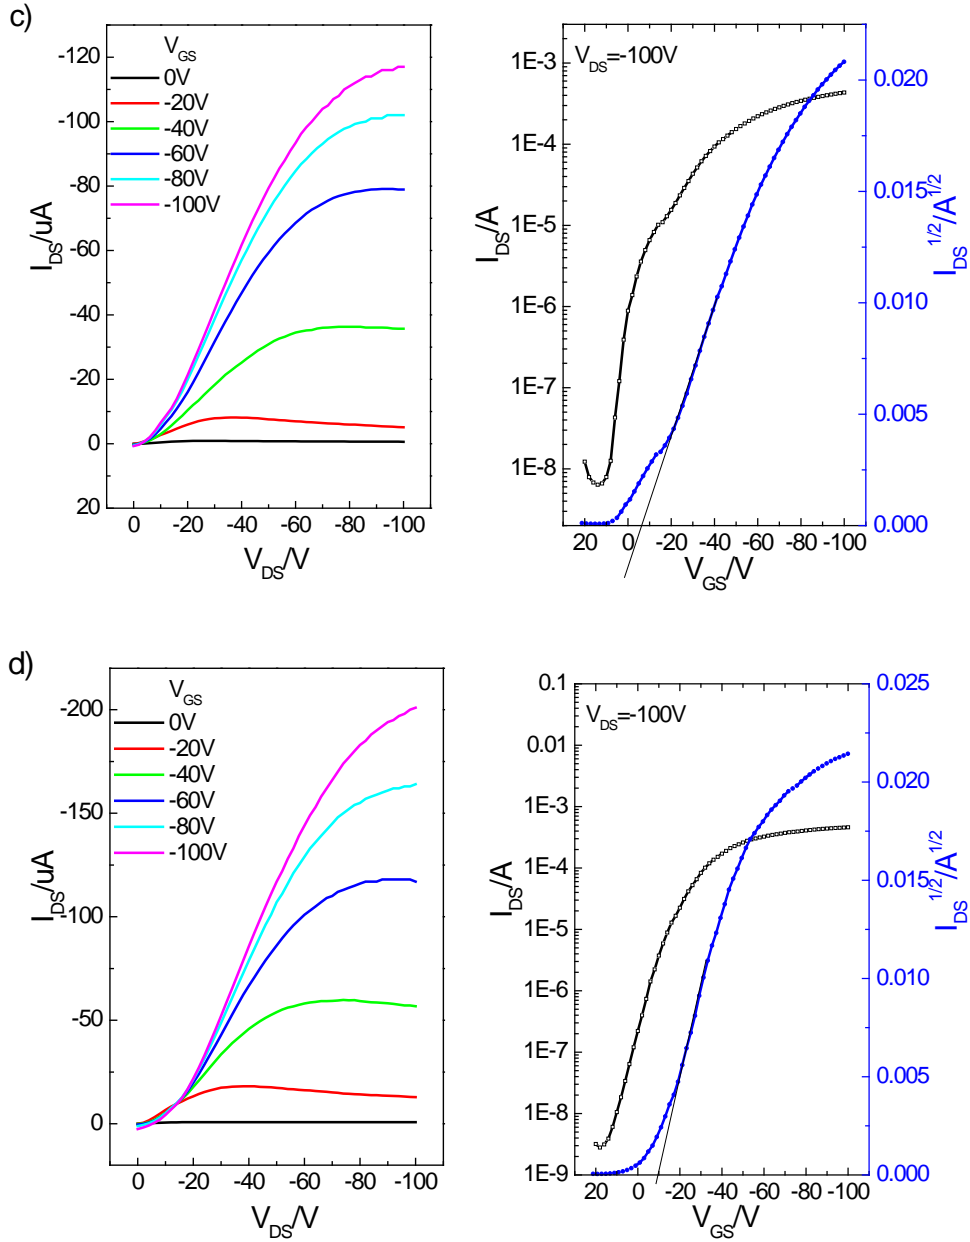 c)
V_GS
0V
-20V
-40V
-60V
-80V
-100V
-120
-100
-80
-60
-40
-20
0
20
I_DS/uA
0 -20 -40 -60 -80 -100
V_DS/V
V_DS=-100V
1E-3
1E-4
1E-5
1E-6
1E-7
1E-8
I_DS/A
0.020
0.015
0.010
0.005
0.000
I_DS^1/2/A^1/2
20 0 -20 -40 -60 -80 -100
V_GS/V
d)
V_GS
0V
-20V
-40V
-60V
-80V
-100V
-200
-150
-100
-50
0
I_DS/uA
0 -20 -40 -60 -80 -100
V_DS/V
V_DS=-100V
0.1
0.01
1E-3
1E-4
1E-5
1E-6
1E-7
1E-8
1E-9
I_DS/A
0.025
0.020
0.015
0.010
0.005
0.000
I_DS^1/2/A^1/2
20 0 -20 -40 -60 -80 -100
V_GS/V